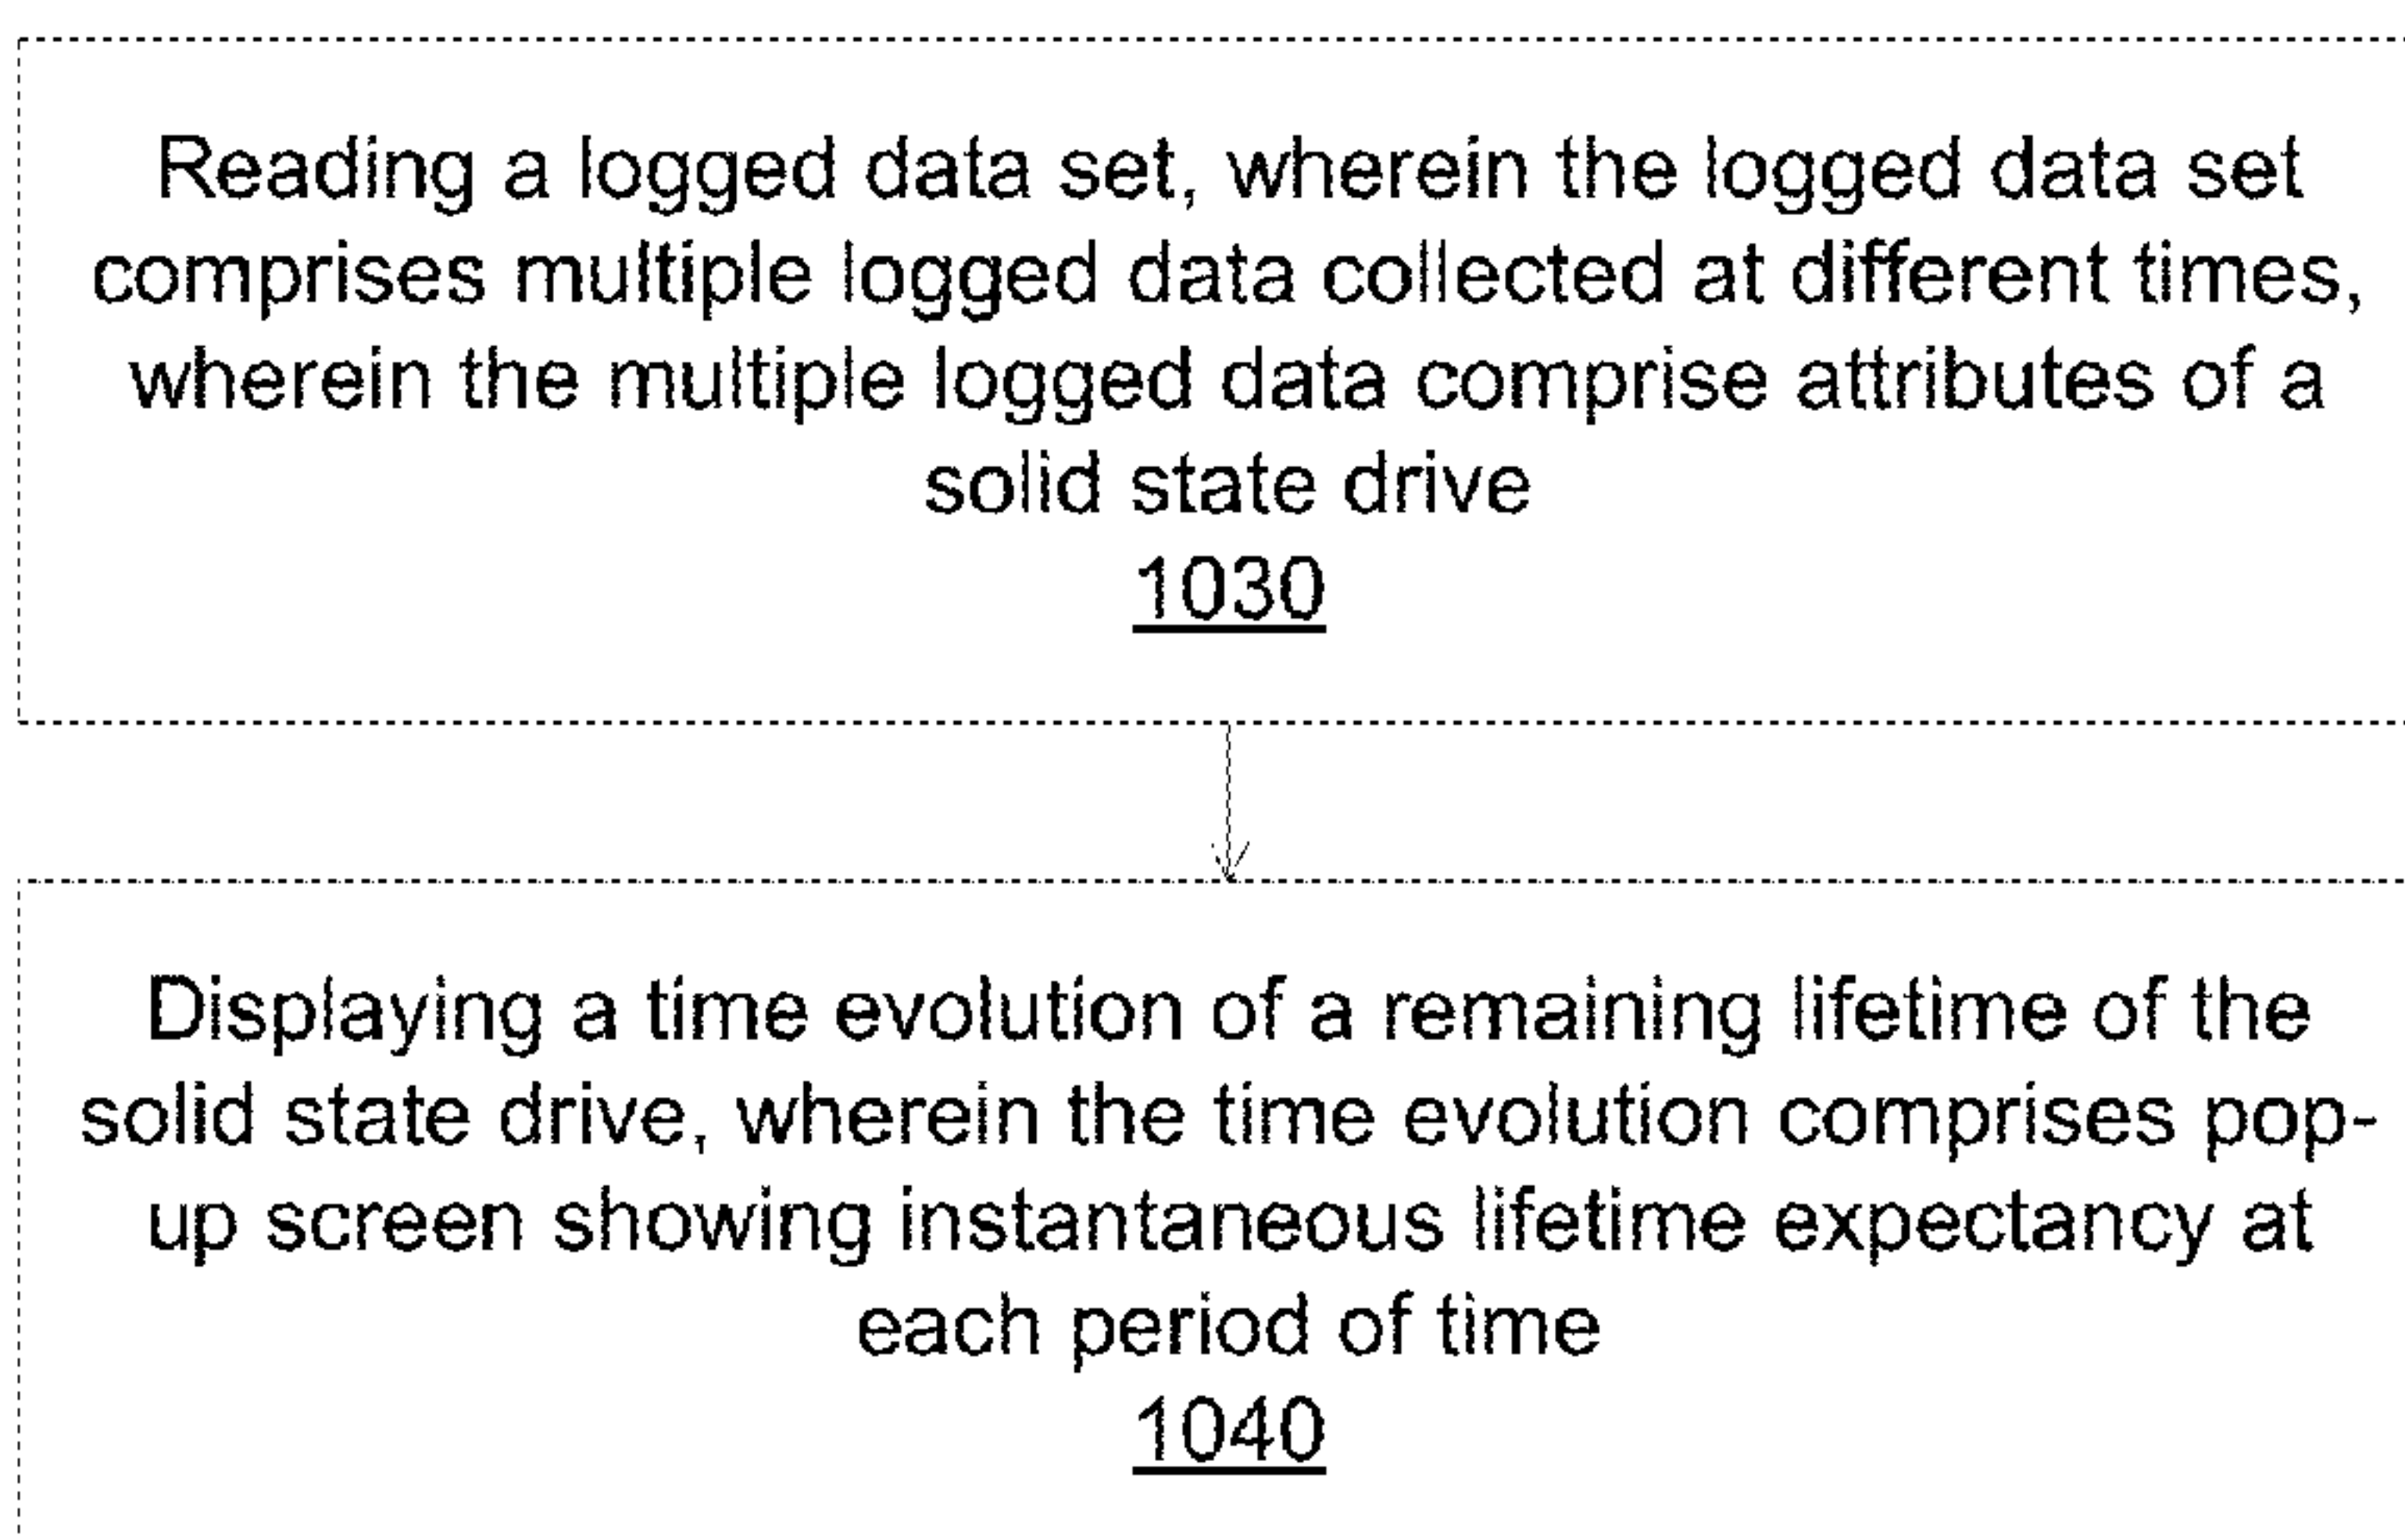 Reading a logged data set, wherein the logged data set
comprises multiple logged data collected at different times,
wherein the multiple logged data comprise attributes of a
solid state drive
1030
Displaying a time evolution of a remaining lifetime of the
solid state drive, wherein the time evolution comprises pop-
up screen showing instantaneous lifetime expectancy at
each period of time
1040